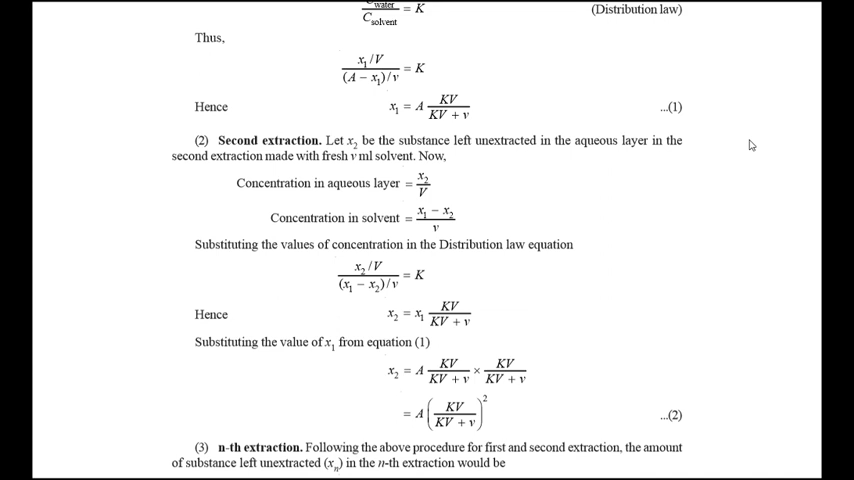 C_water / C_solvent = K (Distribution law)
Thus,
(x₁/V) / ((A − x₁)/v) = K
Hence x₁ = A KV / (KV + v) ...(1)
(2) Second extraction. Let x₂ be the substance left unextracted in the aqueous layer in the
second extraction made with fresh v ml solvent. Now,
Concentration in aqueous layer = x₂ / V
Concentration in solvent = (x₁ − x₂) / v
Substituting the values of concentration in the Distribution law equation
(x₂/V) / ((x₁ − x₂)/v) = K
Hence x₂ = x₁ KV / (KV + v)
Substituting the value of x₁ from equation (1)
x₂ = A KV / (KV + v) × KV / (KV + v)
= A (KV / (KV + v))² ...(2)
(3) n-th extraction. Following the above procedure for first and second extraction, the amount
of substance left unextracted (xₙ) in the n-th extraction would be